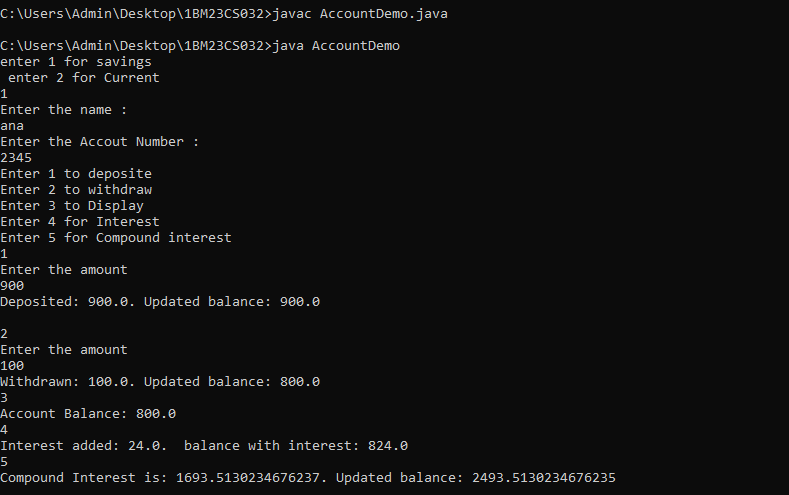 C:\Users\Admin\Desktop\1BM23CS032>javac AccountDemo.java
C:\Users\Admin\Desktop\1BM23CS032>java AccountDemo
enter 1 for savings
 enter 2 for Current
1
Enter the name :
ana
Enter the Accout Number :
2345
Enter 1 to deposite
Enter 2 to withdraw
Enter 3 to Display
Enter 4 for Interest
Enter 5 for Compound interest
1
Enter the amount
900
Deposited: 900.0. Updated balance: 900.0
2
Enter the amount
100
Withdrawn: 100.0. Updated balance: 800.0
3
Account Balance: 800.0
4
Interest added: 24.0.  balance with interest: 824.0
5
Compound Interest is: 1693.5130234676237. Updated balance: 2493.5130234676235